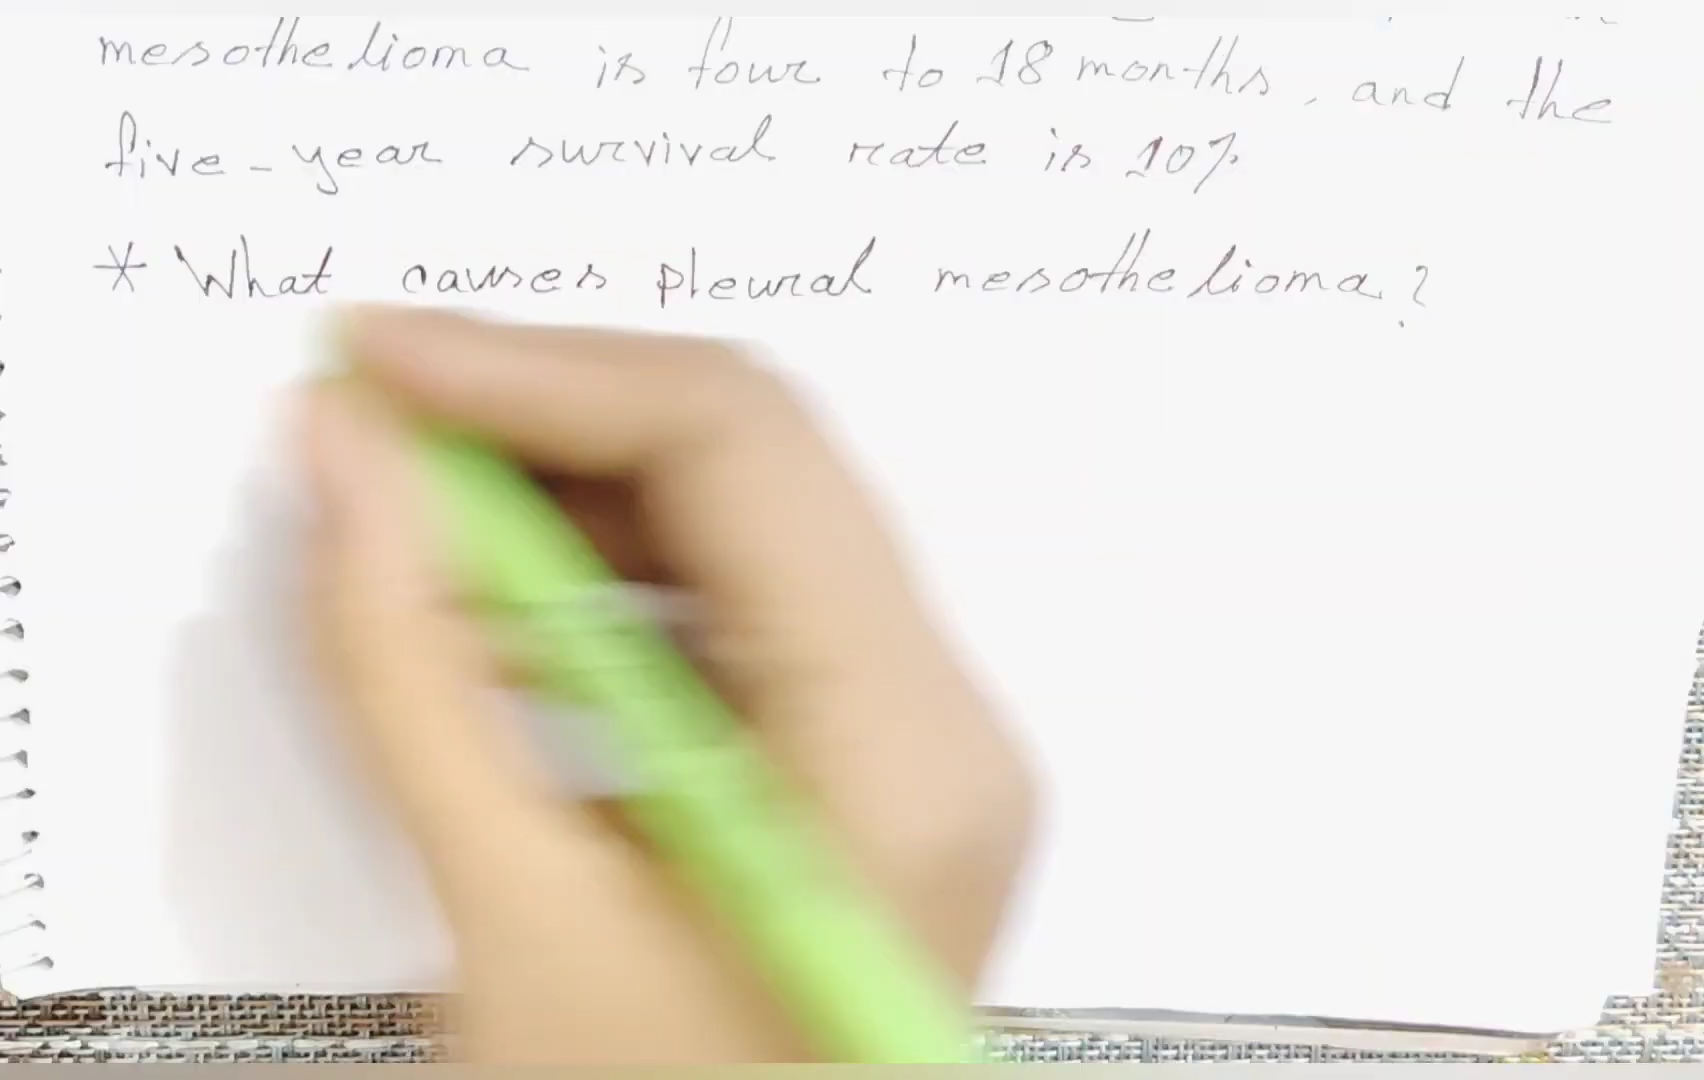 mesothelioma is four to 18 months, and the
five-year survival rate is 10%
* What causes pleural mesothelioma?